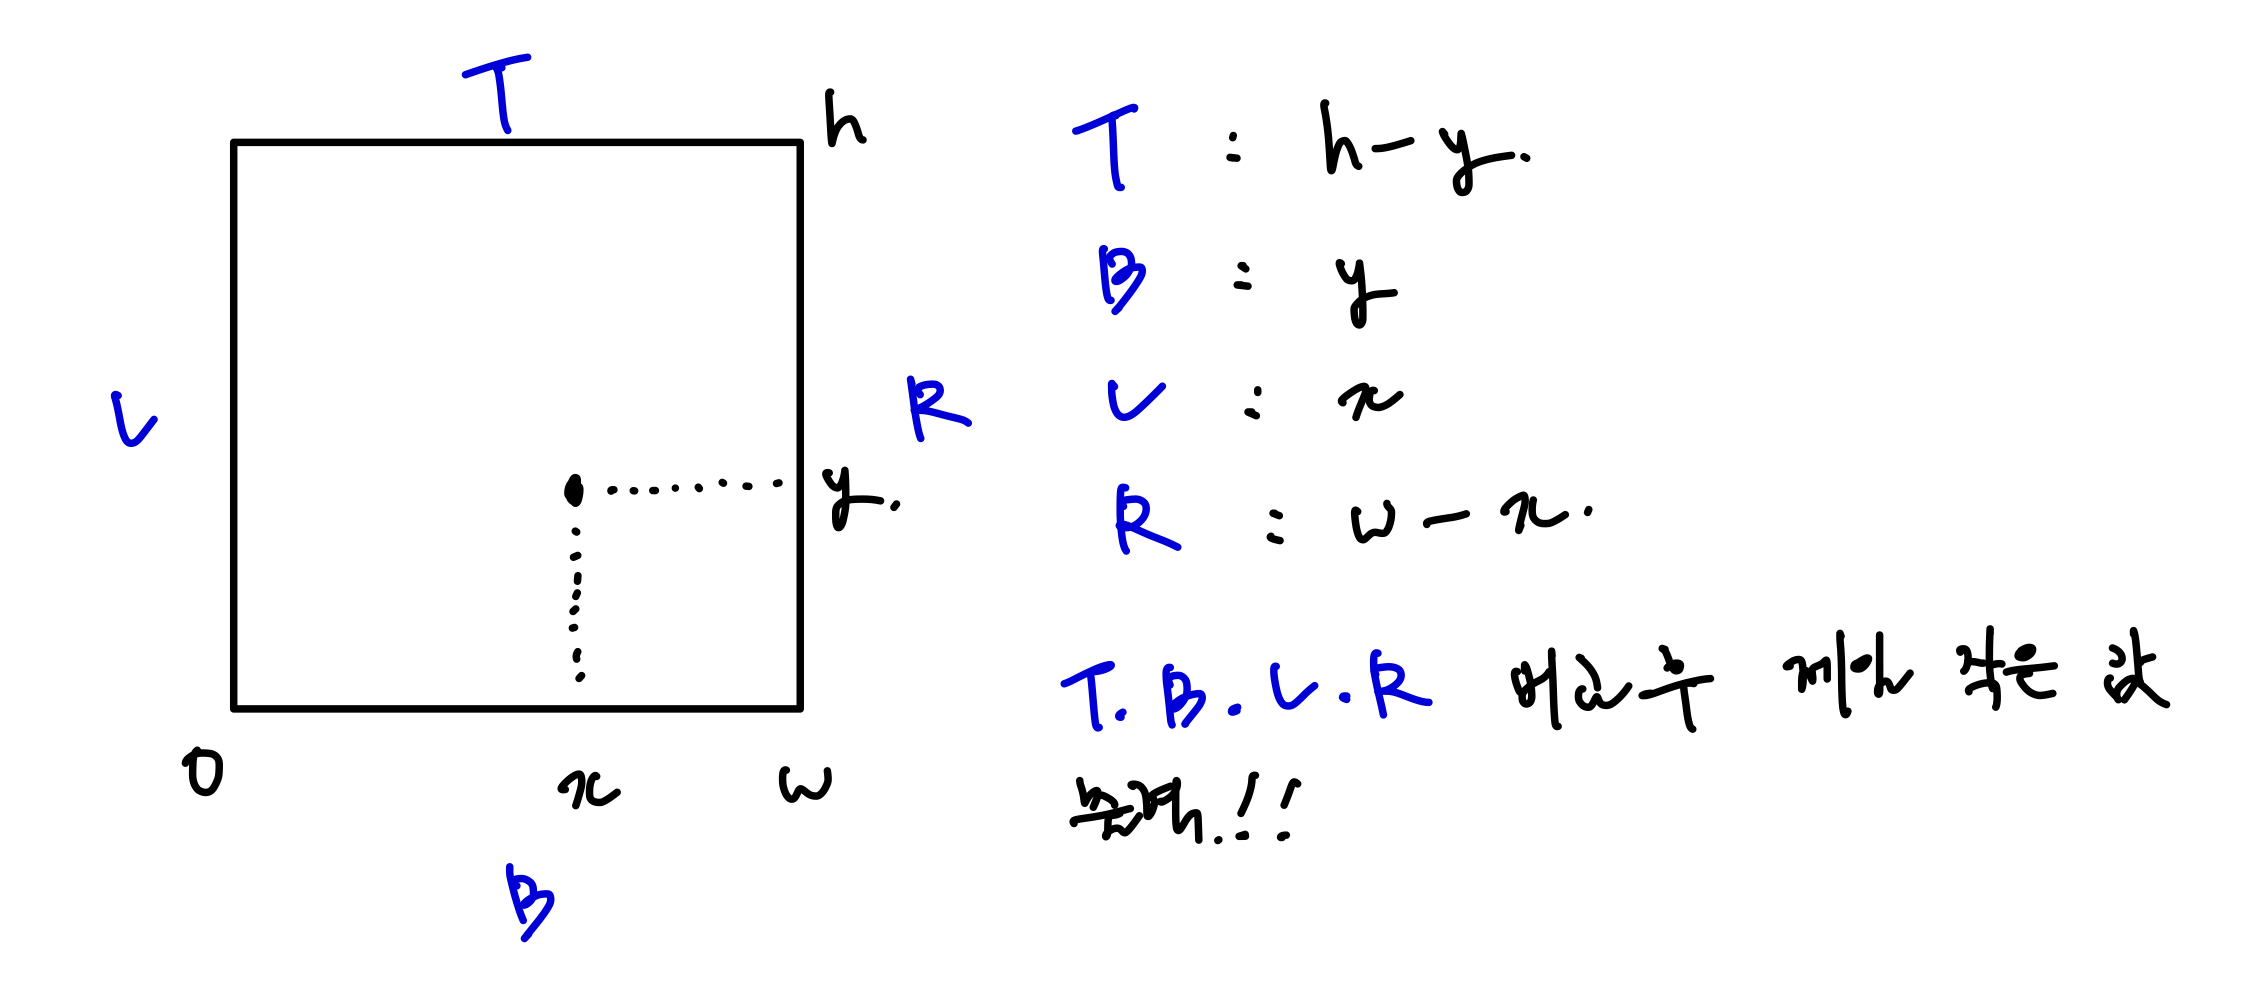 T
h
L
R
y.
0
x
w
B
T : h - y.
B : y
L : x
R : w - x.
T. B. L. R 비교후 제일 작은 값
출력.!!